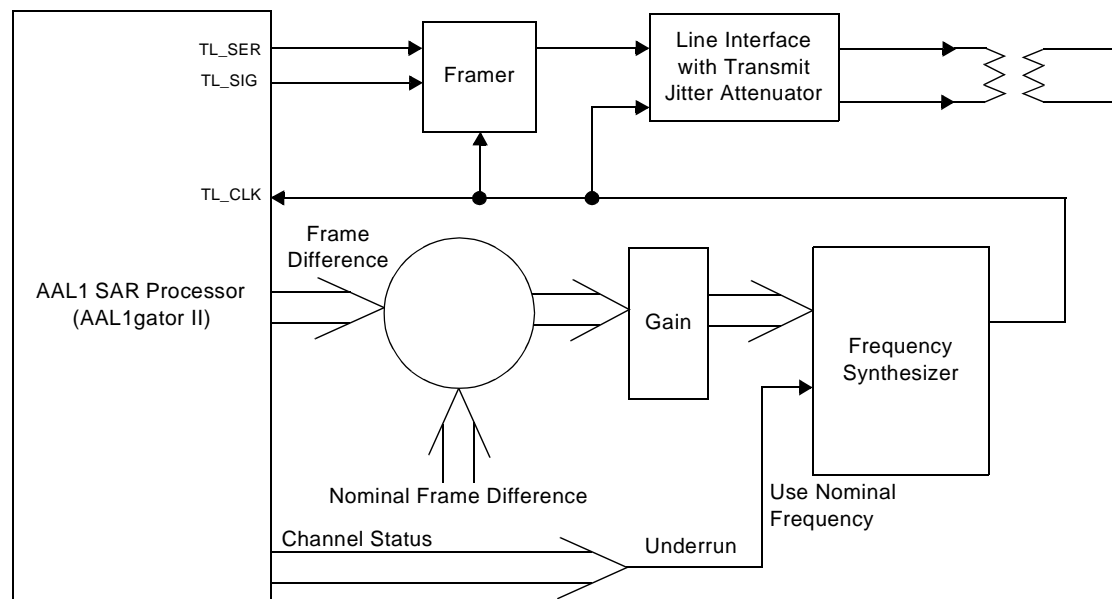 TL_SER
TL_SIG
TL_CLK
Framer
Line Interface
with Transmit
Jitter Attenuator
Frame
Difference
AAL1 SAR Processor
(AAL1gator II)
Gain
Frequency
Synthesizer
Nominal Frame Difference
Use Nominal
Frequency
Channel Status
Underrun